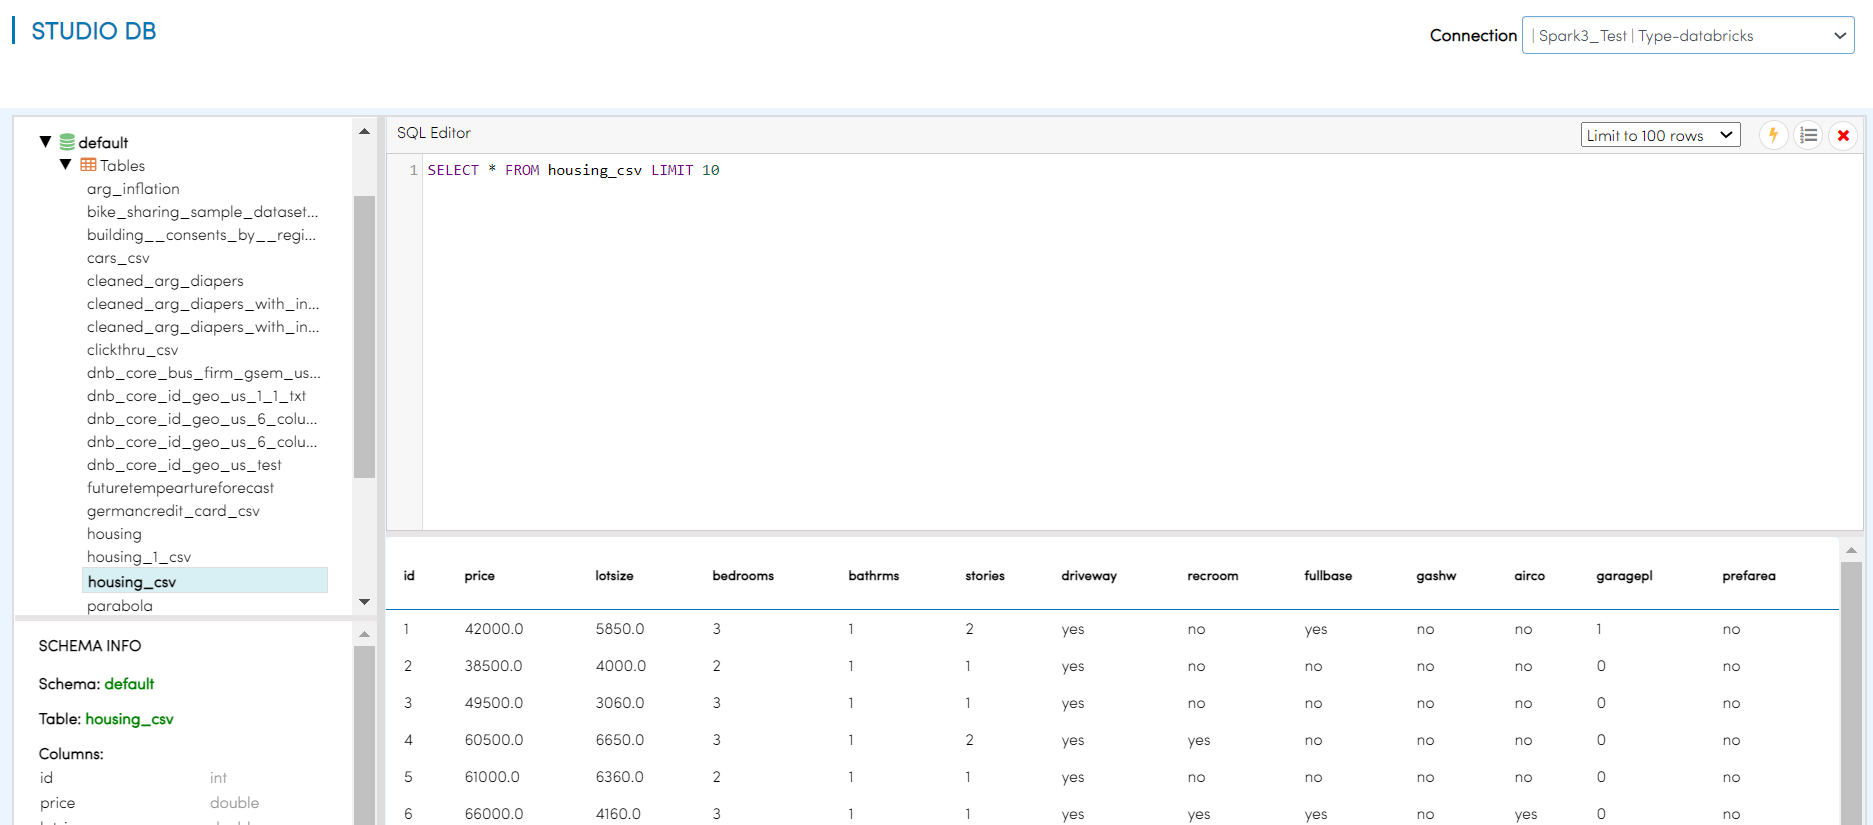 STUDIO DB
Connection | Spark3_Test | Type-databricks
default
Tables
arg_inflation
bike_sharing_sample_dataset...
building__consents_by__regi...
cars_csv
cleaned_arg_diapers
cleaned_arg_diapers_with_in...
cleaned_arg_diapers_with_in...
clickthru_csv
dnb_core_bus_firm_gsem_us...
dnb_core_id_geo_us_1_1_txt
dnb_core_id_geo_us_6_colu...
dnb_core_id_geo_us_6_colu...
dnb_core_id_geo_us_test
futuretempeartureforecast
germancredit_card_csv
housing
housing_1_csv
housing_csv
parabola
SCHEMA INFO
Schema: default
Table: housing_csv
Columns:
id int
price double
SQL Editor
Limit to 100 rows
1 SELECT * FROM housing_csv LIMIT 10
id price lotsize bedrooms bathrms stories driveway recroom fullbase gashw airco garagepl prefarea
1 42000.0 5850.0 3 1 2 yes no yes no no 1 no
2 38500.0 4000.0 2 1 1 yes no no no no 0 no
3 49500.0 3060.0 3 1 1 yes no no no no 0 no
4 60500.0 6650.0 3 1 2 yes yes no no no 0 no
5 61000.0 6360.0 2 1 1 yes no no no no 0 no
6 66000.0 4160.0 3 1 1 yes yes yes no yes 0 no